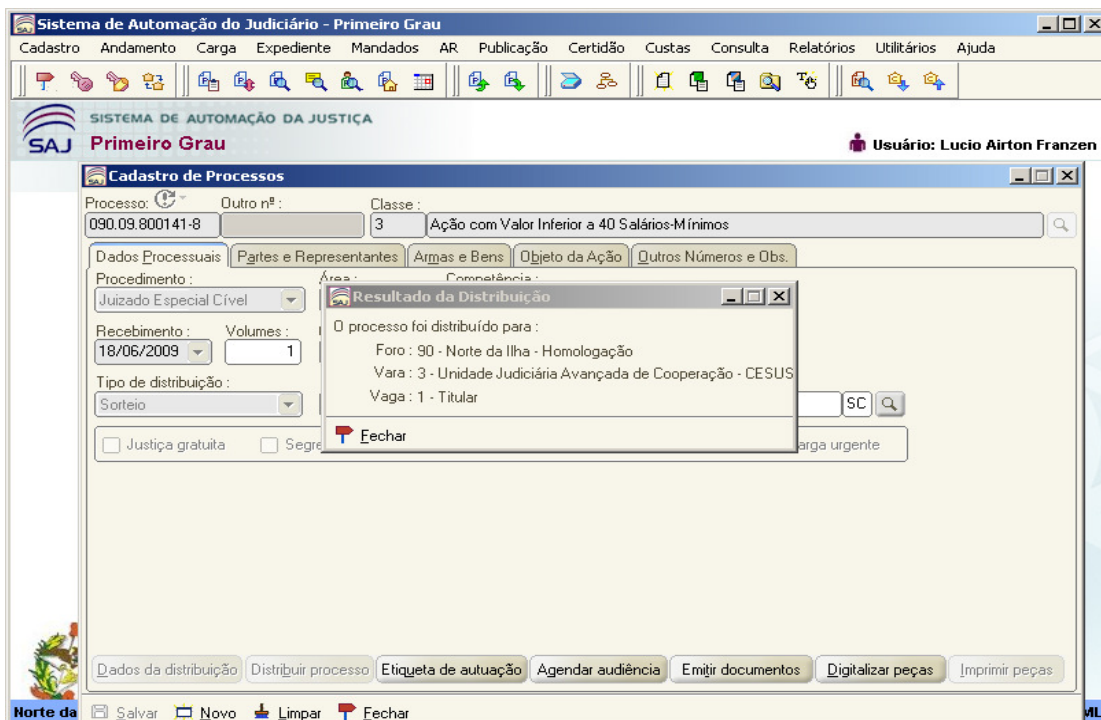 Sistema de Automação do Judiciário - Primeiro Grau
Cadastro Andamento Carga Expediente Mandados AR Publicação Certidão Custas Consulta Relatórios Utilitários Ajuda
SISTEMA DE AUTOMAÇÃO DA JUSTIÇA
SAJ Primeiro Grau Usuário: Lucio Airton Franzen
Cadastro de Processos
Processo: Outro nº : Classe :
090.09.800141-8 3 Ação com Valor Inferior a 40 Salários-Mínimos
Dados Processuais Partes e Representantes Armas e Bens Objeto da Ação Outros Números e Obs.
Procedimento : Área : Competência :
Juizado Especial Cível
Resultado da Distribuição
Recebimento : Volumes :
18/06/2009 1
O processo foi distribuído para :
Foro : 90 - Norte da Ilha - Homologação
Vara : 3 - Unidade Judiciária Avançada de Cooperação - CESUS
Vaga : 1 - Titular
Fechar
Tipo de distribuição :
Sorteio SC
Justiça gratuita Segre arga urgente
Dados da distribuição Distribuir processo Etiqueta de autuação Agendar audiência Emitir documentos Digitalizar peças Imprimir peças
Norte da Salvar Novo Limpar Fechar